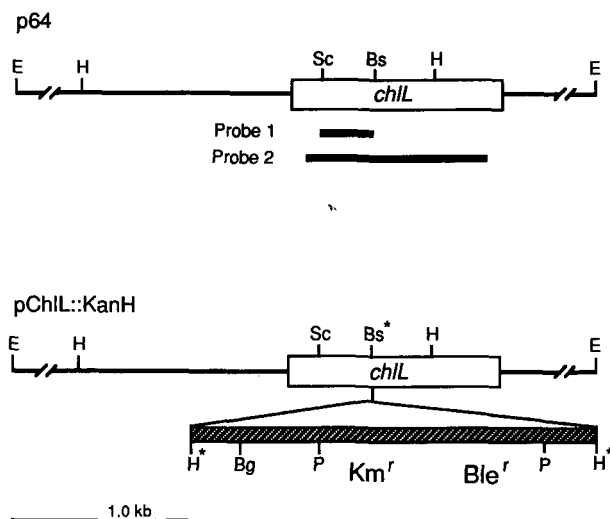 p64
E H Sc Bs H E
chlL
Probe 1
Probe 2
pChlL::KanH
E H Sc Bs* H E
chlL
H* Bg P Kmʳ Bleʳ P H*
1.0 kb